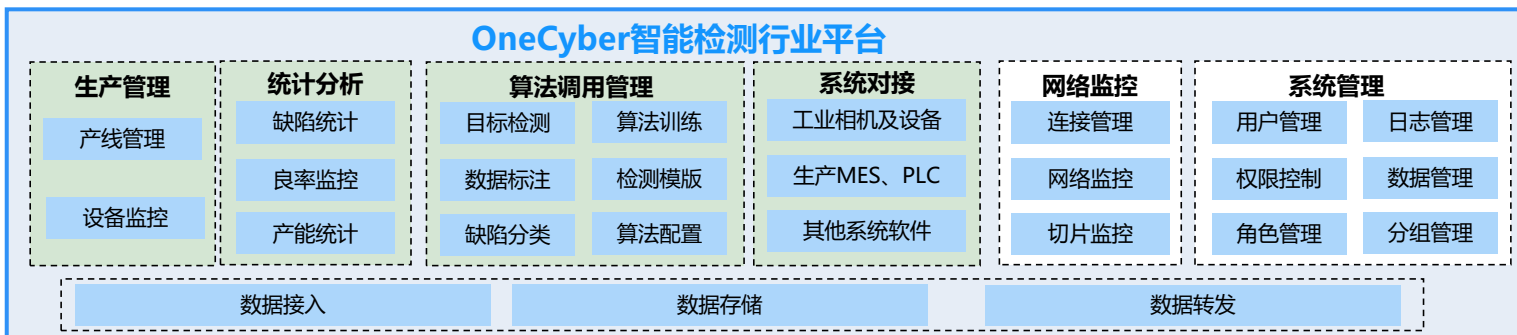 OneCyber智能检测行业平台
生产管理
产线管理
设备监控
统计分析
缺陷统计
良率监控
产能统计
算法调用管理
目标检测
算法训练
数据标注
检测模版
缺陷分类
算法配置
系统对接
工业相机及设备
生产MES、PLC
其他系统软件
网络监控
连接管理
网络监控
切片监控
系统管理
用户管理
日志管理
权限控制
数据管理
角色管理
分组管理
数据接入
数据存储
数据转发